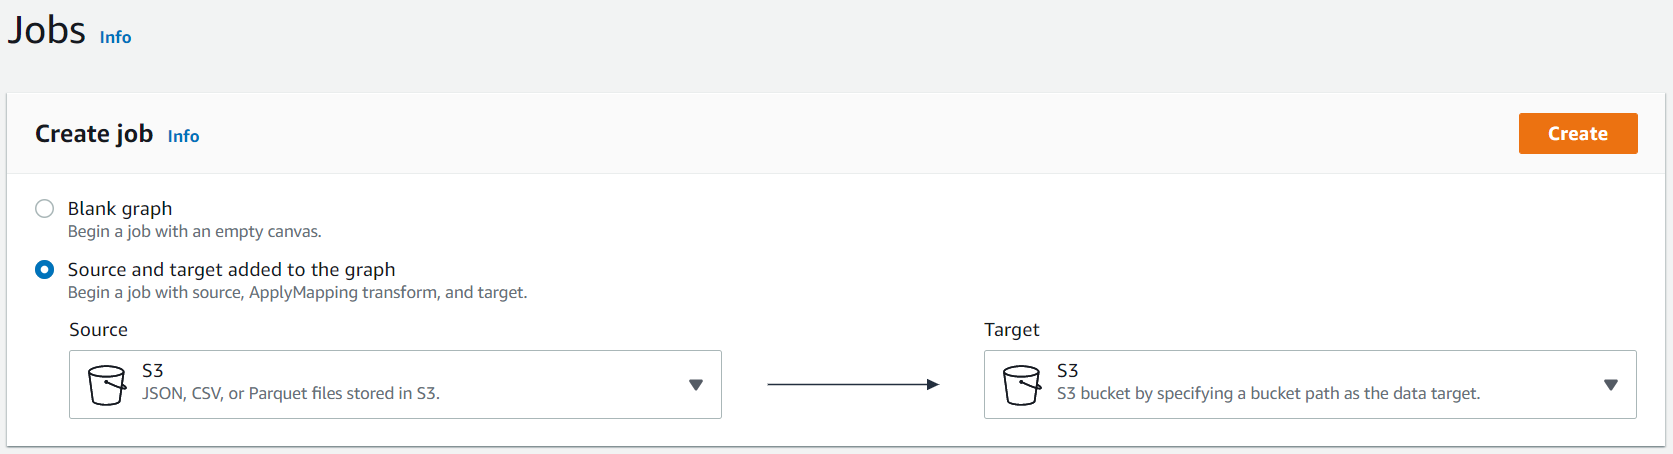 Jobs Info
Create job Info
Create
Blank graph
Begin a job with an empty canvas.
Source and target added to the graph
Begin a job with source, ApplyMapping transform, and target.
Source
S3
JSON, CSV, or Parquet files stored in S3.
Target
S3
S3 bucket by specifying a bucket path as the data target.